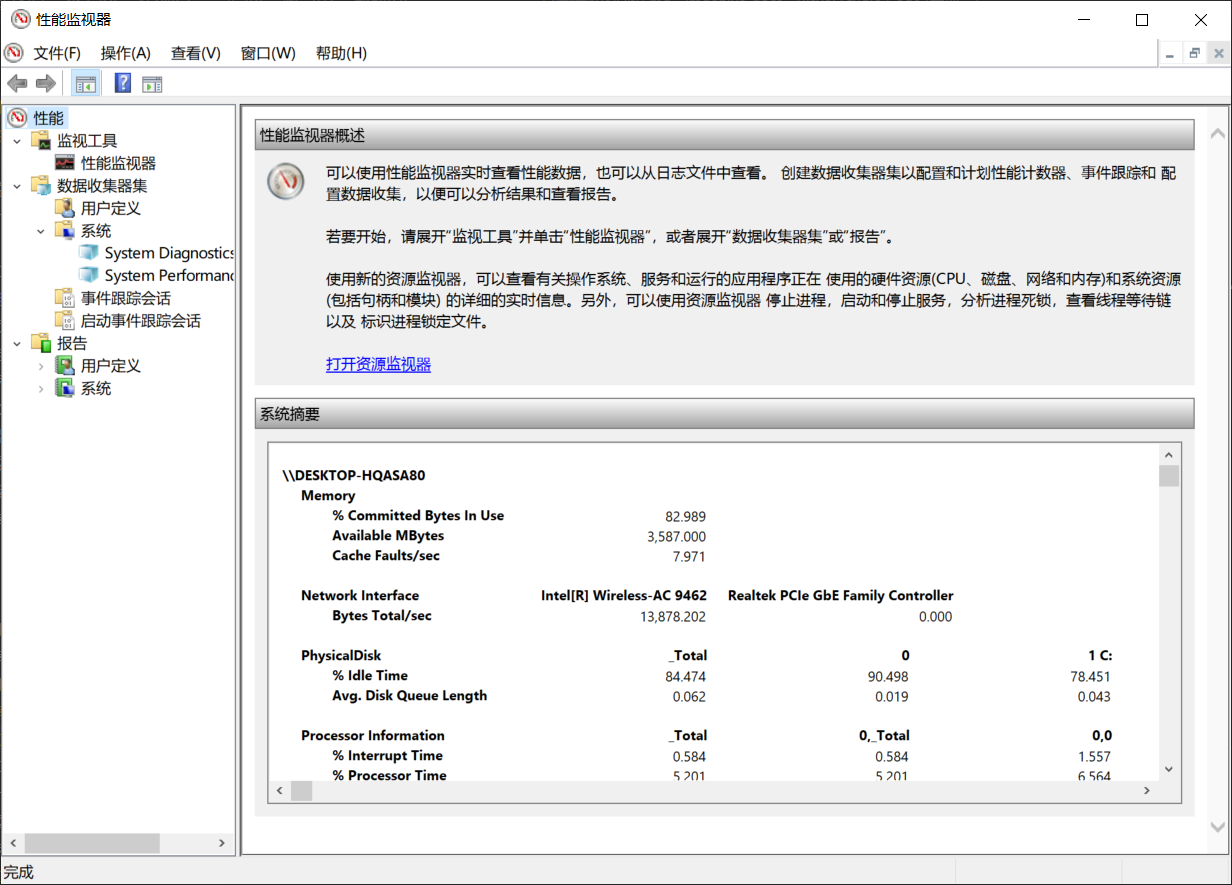 性能监视器
文件(F) 操作(A) 查看(V) 窗口(W) 帮助(H)
性能
监视工具
性能监视器
数据收集器集
用户定义
系统
System Diagnostics
System Performanc
事件跟踪会话
启动事件跟踪会话
报告
用户定义
系统
性能监视器概述
可以使用性能监视器实时查看性能数据，也可以从日志文件中查看。 创建数据收集器集以配置和计划性能计数器、事件跟踪和 配
置数据收集，以便可以分析结果和查看报告。
若要开始，请展开"监视工具"并单击"性能监视器"，或者展开"数据收集器集"或"报告"。
使用新的资源监视器，可以查看有关操作系统、服务和运行的应用程序正在 使用的硬件资源(CPU、磁盘、网络和内存)和系统资源
(包括句柄和模块) 的详细的实时信息。另外，可以使用资源监视器 停止进程，启动和停止服务，分析进程死锁，查看线程等待链
以及 标识进程锁定文件。
打开资源监视器
系统摘要
\\DESKTOP-HQASA80
Memory
% Committed Bytes In Use 82.989
Available MBytes 3,587.000
Cache Faults/sec 7.971
Network Interface Intel[R] Wireless-AC 9462 Realtek PCIe GbE Family Controller
Bytes Total/sec 13,878.202 0.000
PhysicalDisk _Total 0 1 C:
% Idle Time 84.474 90.498 78.451
Avg. Disk Queue Length 0.062 0.019 0.043
Processor Information _Total 0,_Total 0,0
% Interrupt Time 0.584 0.584 1.557
% Processor Time 5.201 5.201 6.564
完成